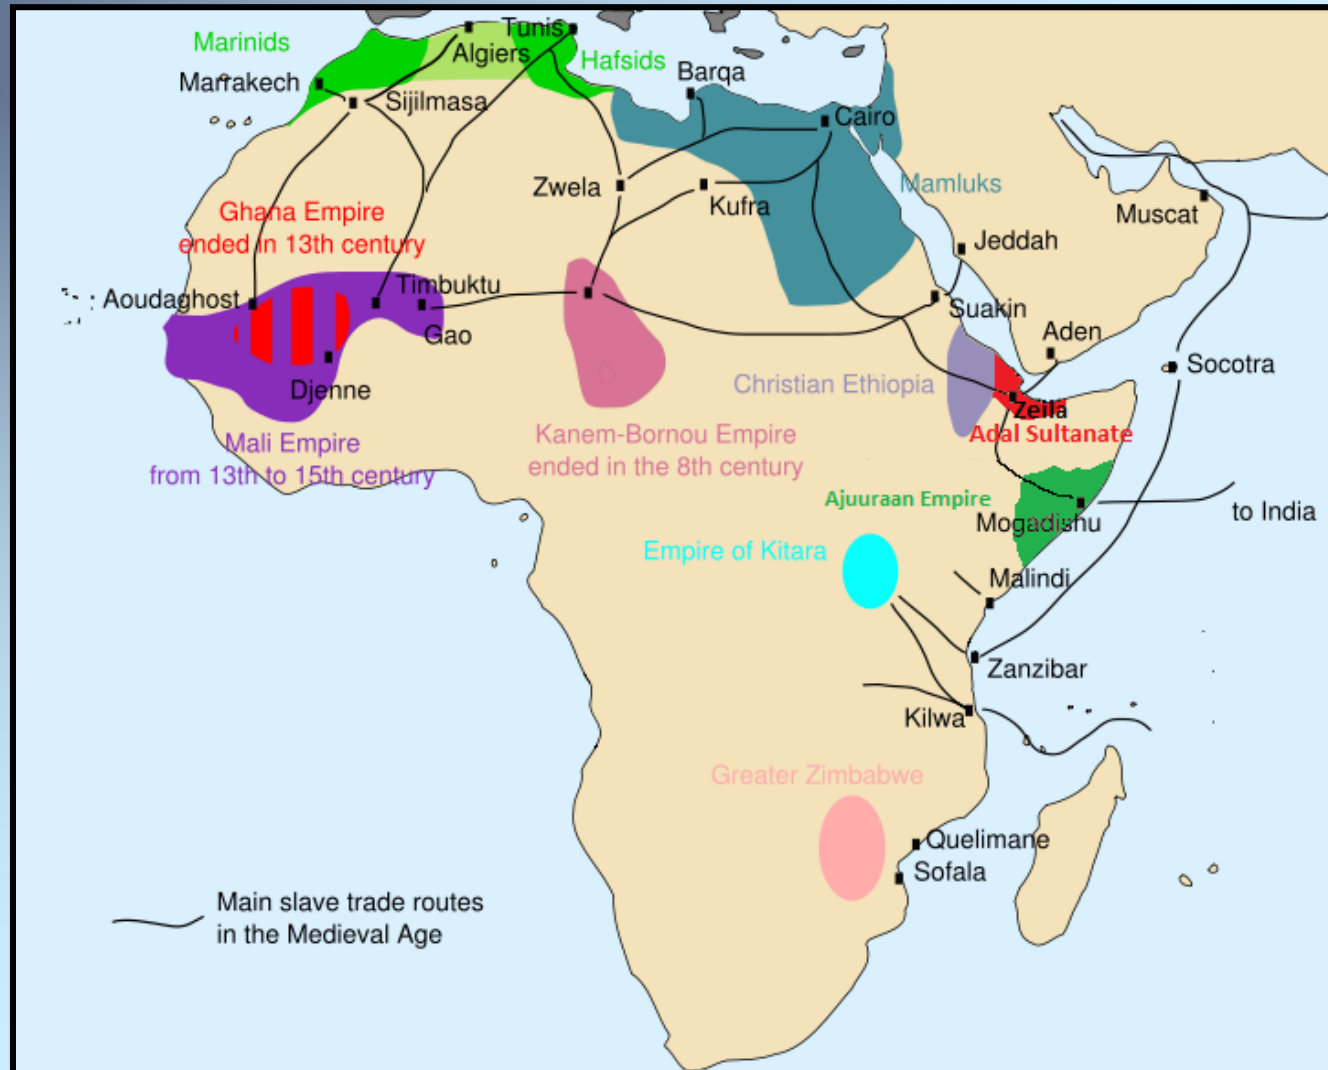 Tunis
Marinids
Algiers
Hafsids
Marrakech
Barqa
Sijilmasa
Cairo
Zwela
Mamluks
Kufra
Muscat
Ghana Empire
ended in 13th century
Jeddah
Timbuktu
Aoudaghost
Suakin
Gao
Aden
Socotra
Djenne
Christian Ethiopia
Zeila
Adal Sultanate
Mali Empire
from 13th to 15th century
Kanem-Bornou Empire
ended in the 8th century
Ajuuraan Empire
Mogadishu
to India
Empire of Kitara
Malindi
Zanzibar
Kilwa
Greater Zimbabwe
Quelimane
Sofala
Main slave trade routes
in the Medieval Age